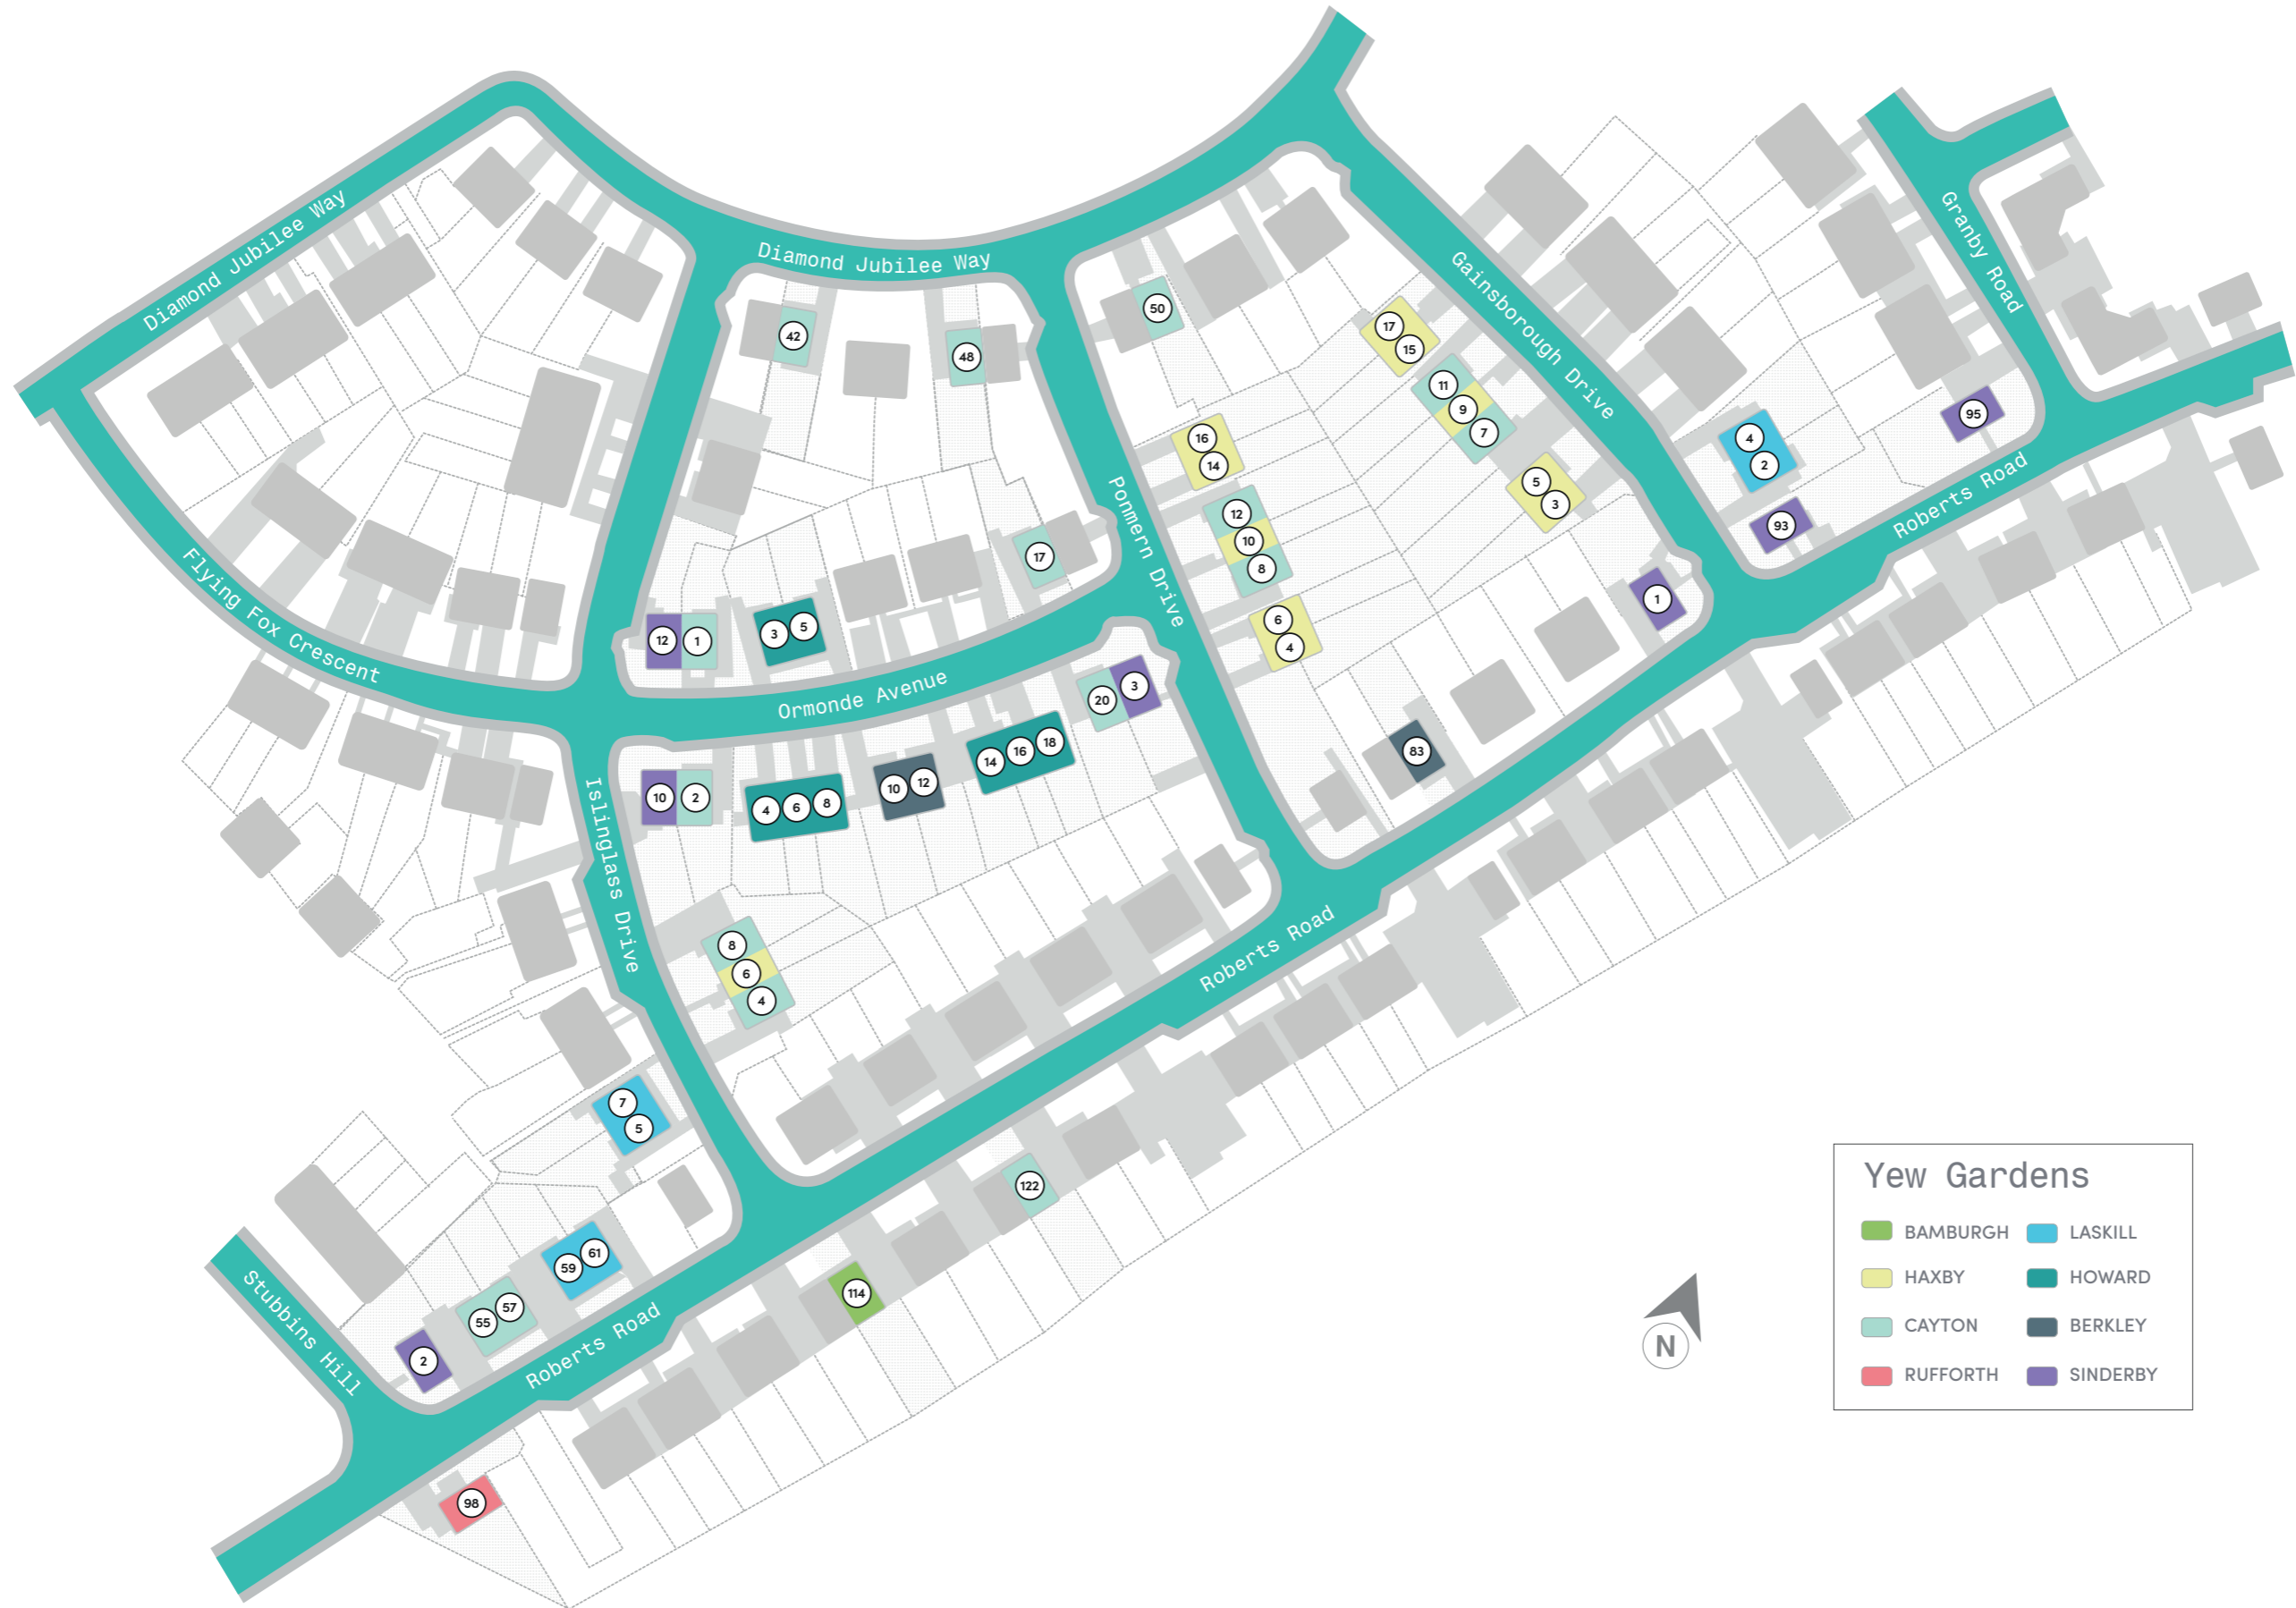 Diamond Jubilee Way
Diamond Jubilee Way
Gainsborough Drive
Granby Road
50
42
48
17
15
11
9
7
4
2
95
16
14
5
3
93
Roberts Road
12
10
8
17
Ponmern Drive
Flying Fox Crescent
12
1
3
5
6
4
1
Ormonde Avenue
20
3
14
16
18
83
10
2
4
6
8
10
12
Islinglass Drive
8
6
4
Roberts Road
7
5
122
59
61
114
55
57
2
Stubbins Hill
Roberts Road
98
Yew Gardens
BAMBURGH
LASKILL
HAXBY
HOWARD
CAYTON
BERKLEY
RUFFORTH
SINDERBY
N